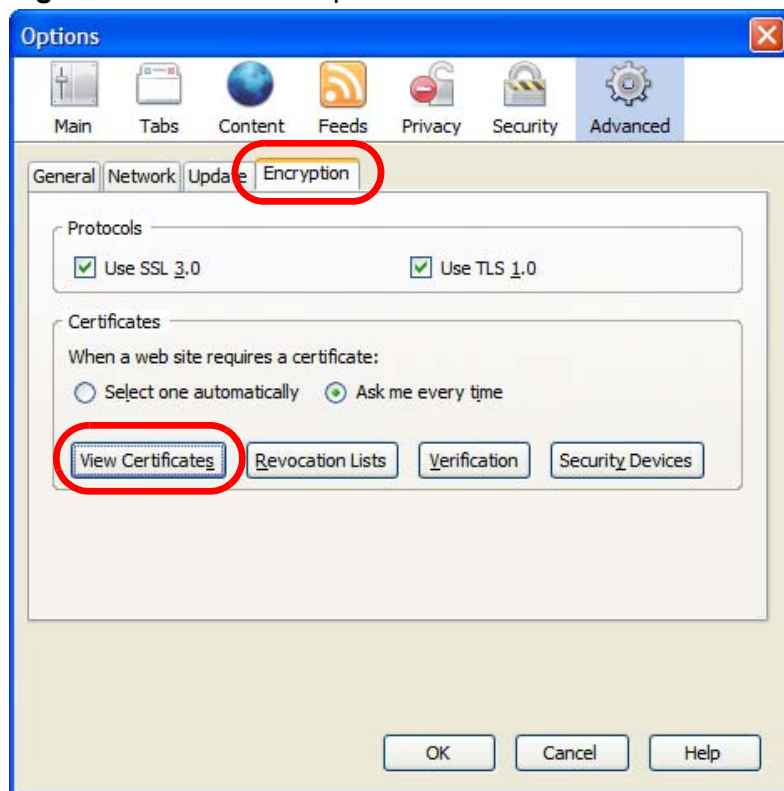 Options
Main Tabs Content Feeds Privacy Security Advanced
General Network Update Encryption
Protocols
Use SSL 3.0 Use TLS 1.0
Certificates
When a web site requires a certificate:
Select one automatically Ask me every time
View Certificates Revocation Lists Verification Security Devices
OK Cancel Help